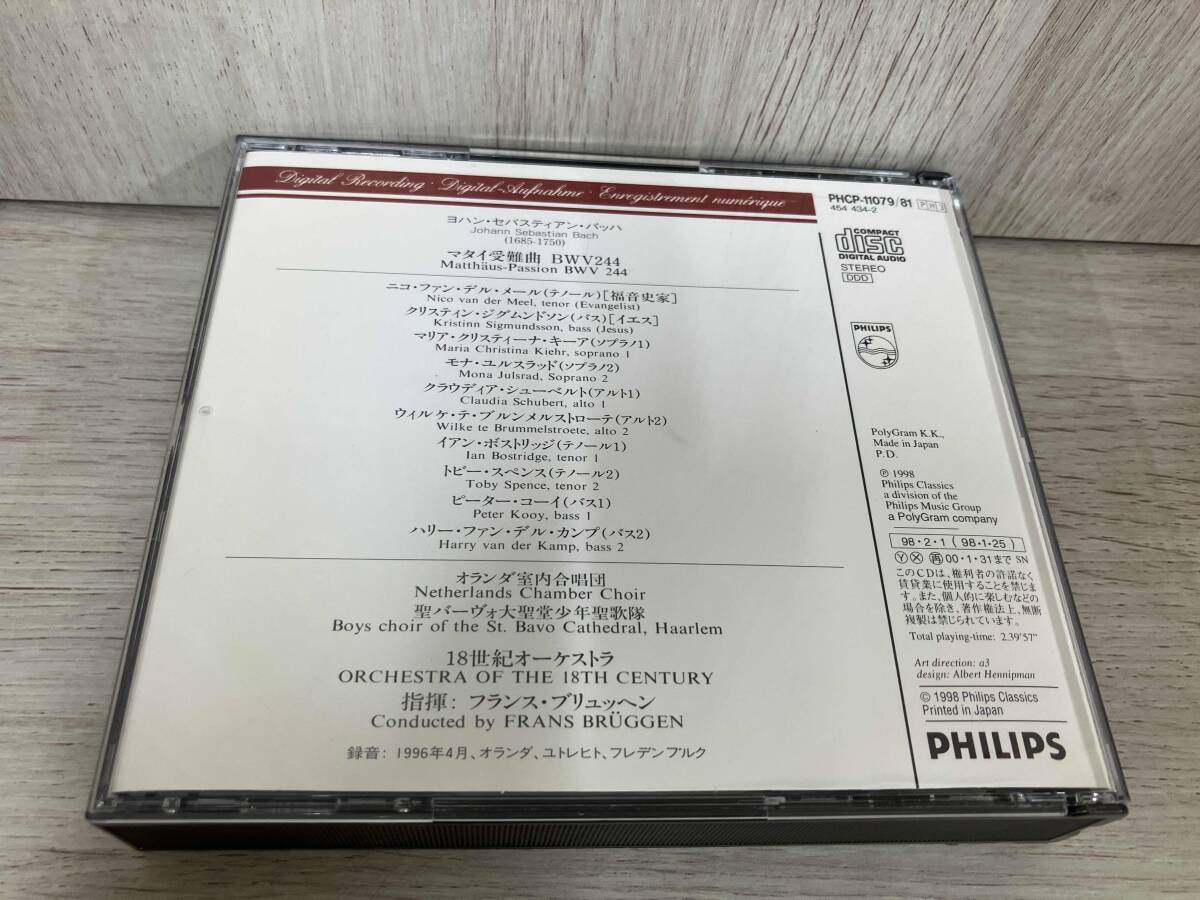 Digital Recording · Digital-Aufnahme · Enregistrement numérique
ヨハン・セバスティアン・バッハ
Johann Sebastian Bach
(1685-1750)
マタイ受難曲 BWV244
Matthäus-Passion BWV 244
ニコ・ファン・デル・メール(テノール)[福音史家]
Nico van der Meel, tenor (Evangelist)
クリスティン・ジグムンドソン(バス)[イエス]
Kristinn Sigmundsson, bass (Jesus)
マリア・クリスティーナ・キーア(ソプラノ1)
Maria Christina Kiehr, soprano 1
モナ・ユルスラッド(ソプラノ2)
Mona Julsrad, Soprano 2
クラウディア・シューベルト(アルト1)
Claudia Schubert, alto 1
ウィルケ・テ・ブルンメルストローテ(アルト2)
Wilke te Brummelstroete, alto 2
イアン・ボストリッジ(テノール1)
Ian Bostridge, tenor 1
トビー・スペンス(テノール2)
Toby Spence, tenor 2
ピーター・コーイ(バス1)
Peter Kooy, bass 1
ハリー・ファン・デル・カンプ(バス2)
Harry van der Kamp, bass 2
オランダ室内合唱団
Netherlands Chamber Choir
聖バーヴォ大聖堂少年聖歌隊
Boys choir of the St. Bavo Cathedral, Haarlem
18世紀オーケストラ
ORCHESTRA OF THE 18TH CENTURY
指揮: フランス・ブリュッヘン
Conducted by FRANS BRÜGGEN
録音: 1996年4月、オランダ、ユトレヒト、フレデンブルク
PHCP-11079/81 PM3
454 434-2
COMPACT
disc
DIGITAL AUDIO
STEREO
DDD
PHILIPS
PolyGram K.K.,
Made in Japan
P.D.
℗ 1998
Philips Classics
a division of the
Philips Music Group
a PolyGram company
98・2・1 (98・1・25)
Ⓨ Ⓧ 再 00・1・31まで SN
このCDは、権利者の許諾なく
賃貸業に使用することを禁じま
す。また、個人的に楽しむなどの
場合を除き、著作権法上、無断
複製は禁じられています。
Total playing-time: 2.39'57"
Art direction: a3
design: Albert Hennipman
© 1998 Philips Classics
Printed in Japan
PHILIPS